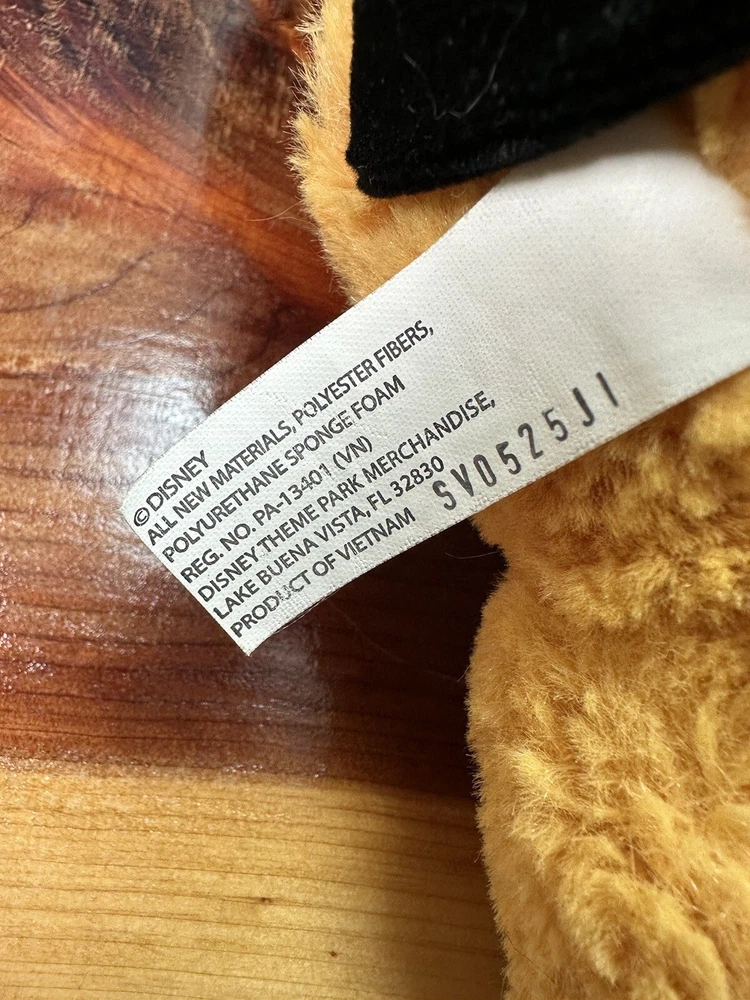 © DISNEY
ALL NEW MATERIALS, POLYESTER FIBERS,
POLYURETHANE SPONGE FOAM
REG. NO. PA-13401 (VN)
DISNEY THEME PARK MERCHANDISE,
LAKE BUENA VISTA, FL 32830
PRODUCT OF VIETNAM
SV0525JI